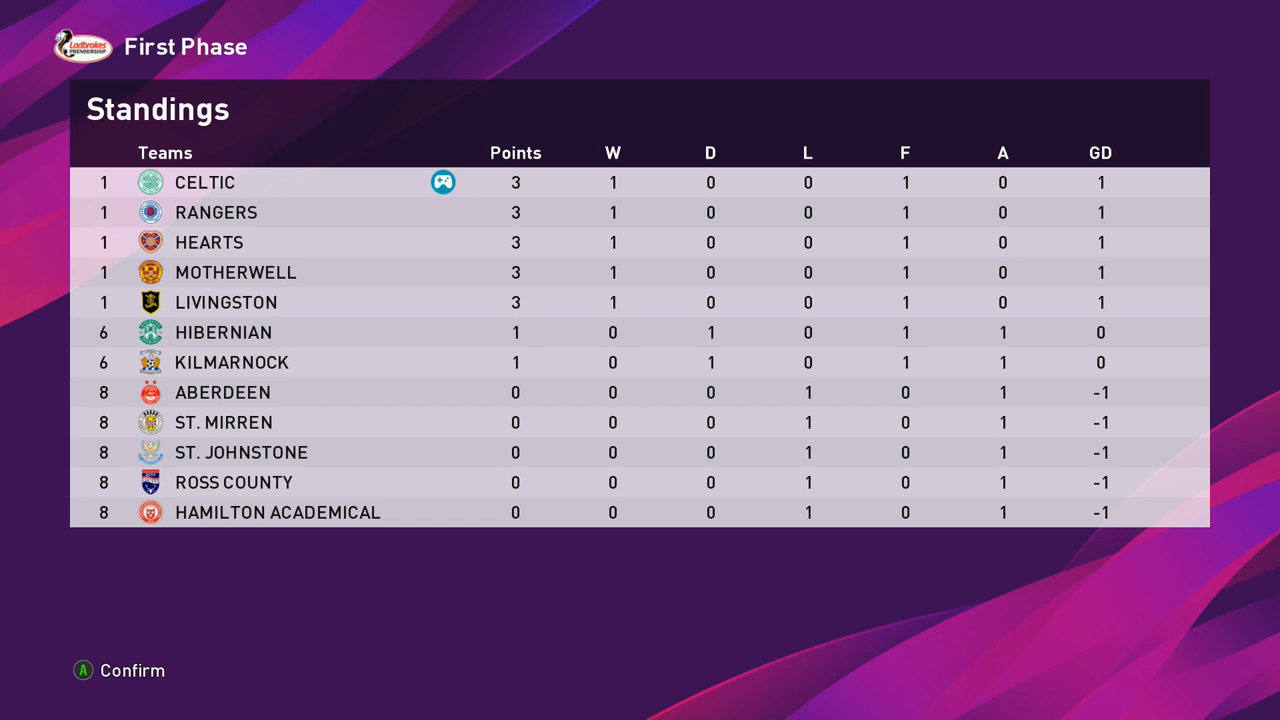 Ladbrokes
PREMIERSHIP
First Phase
Standings
Teams Points W D L F A GD
1 CELTIC 3 1 0 0 1 0 1
1 RANGERS 3 1 0 0 1 0 1
1 HEARTS 3 1 0 0 1 0 1
1 MOTHERWELL 3 1 0 0 1 0 1
1 LIVINGSTON 3 1 0 0 1 0 1
6 HIBERNIAN 1 0 1 0 1 1 0
6 KILMARNOCK 1 0 1 0 1 1 0
8 ABERDEEN 0 0 0 1 0 1 -1
8 ST. MIRREN 0 0 0 1 0 1 -1
8 ST. JOHNSTONE 0 0 0 1 0 1 -1
8 ROSS COUNTY 0 0 0 1 0 1 -1
8 HAMILTON ACADEMICAL 0 0 0 1 0 1 -1
A Confirm